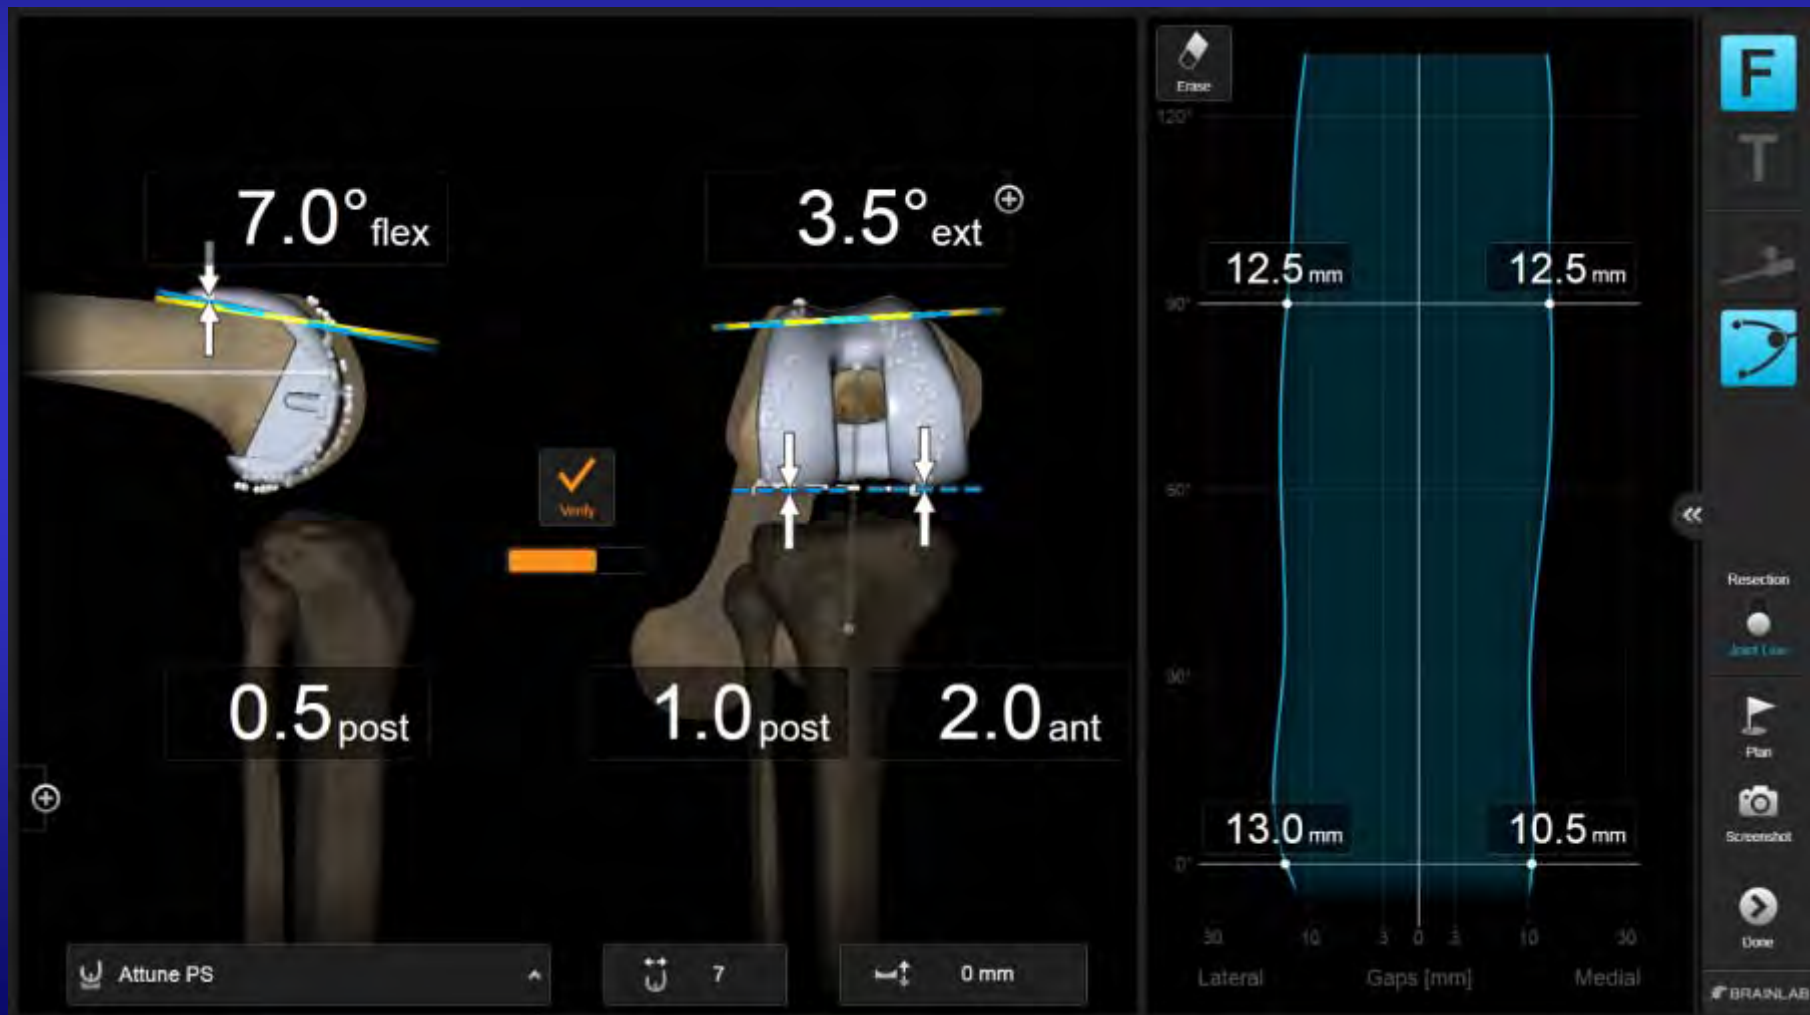 Erase
F
T
120°
7.0° flex
3.5° ext
12.5 mm
12.5 mm
90°
60°
Verify
Resection
Joint Line
30°
0.5 post
1.0 post
2.0 ant
Plan
13.0 mm
10.5 mm
Screenshot
0°
30 10 3 0 3 10 30
Done
Attune PS
7
0 mm
Lateral Gaps [mm] Medial
BRAINLAB